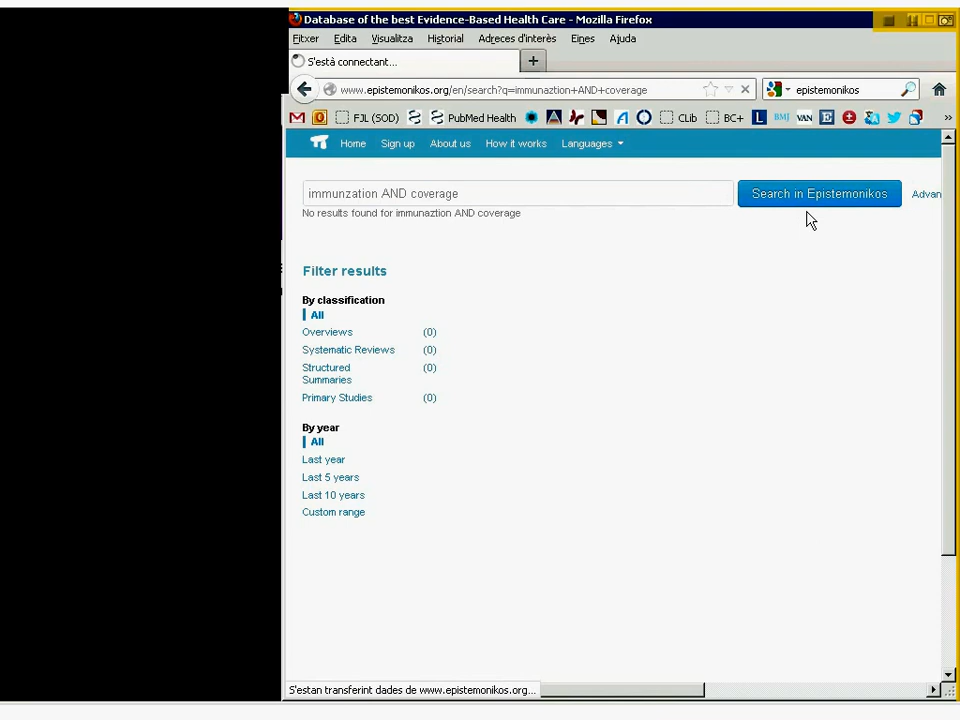 Database of the best Evidence-Based Health Care - Mozilla Firefox
Fitxer Edita Visualitza Historial Adreces d'interès Eines Ajuda
S'està connectant...
www.epistemonikos.org/en/search?q=immunaztion+AND+coverage
epistemonikos
FJL (SOD) PubMed Health CLib BC+ L BMJ VAN E »
Home Sign up About us How it works Languages
immunzation AND coverage
Search in Epistemonikos
Advan
No results found for immunaztion AND coverage
Filter results
By classification
All
Overviews (0)
Systematic Reviews (0)
Structured
Summaries (0)
Primary Studies (0)
By year
All
Last year
Last 5 years
Last 10 years
Custom range
S'estan transferint dades de www.epistemonikos.org...